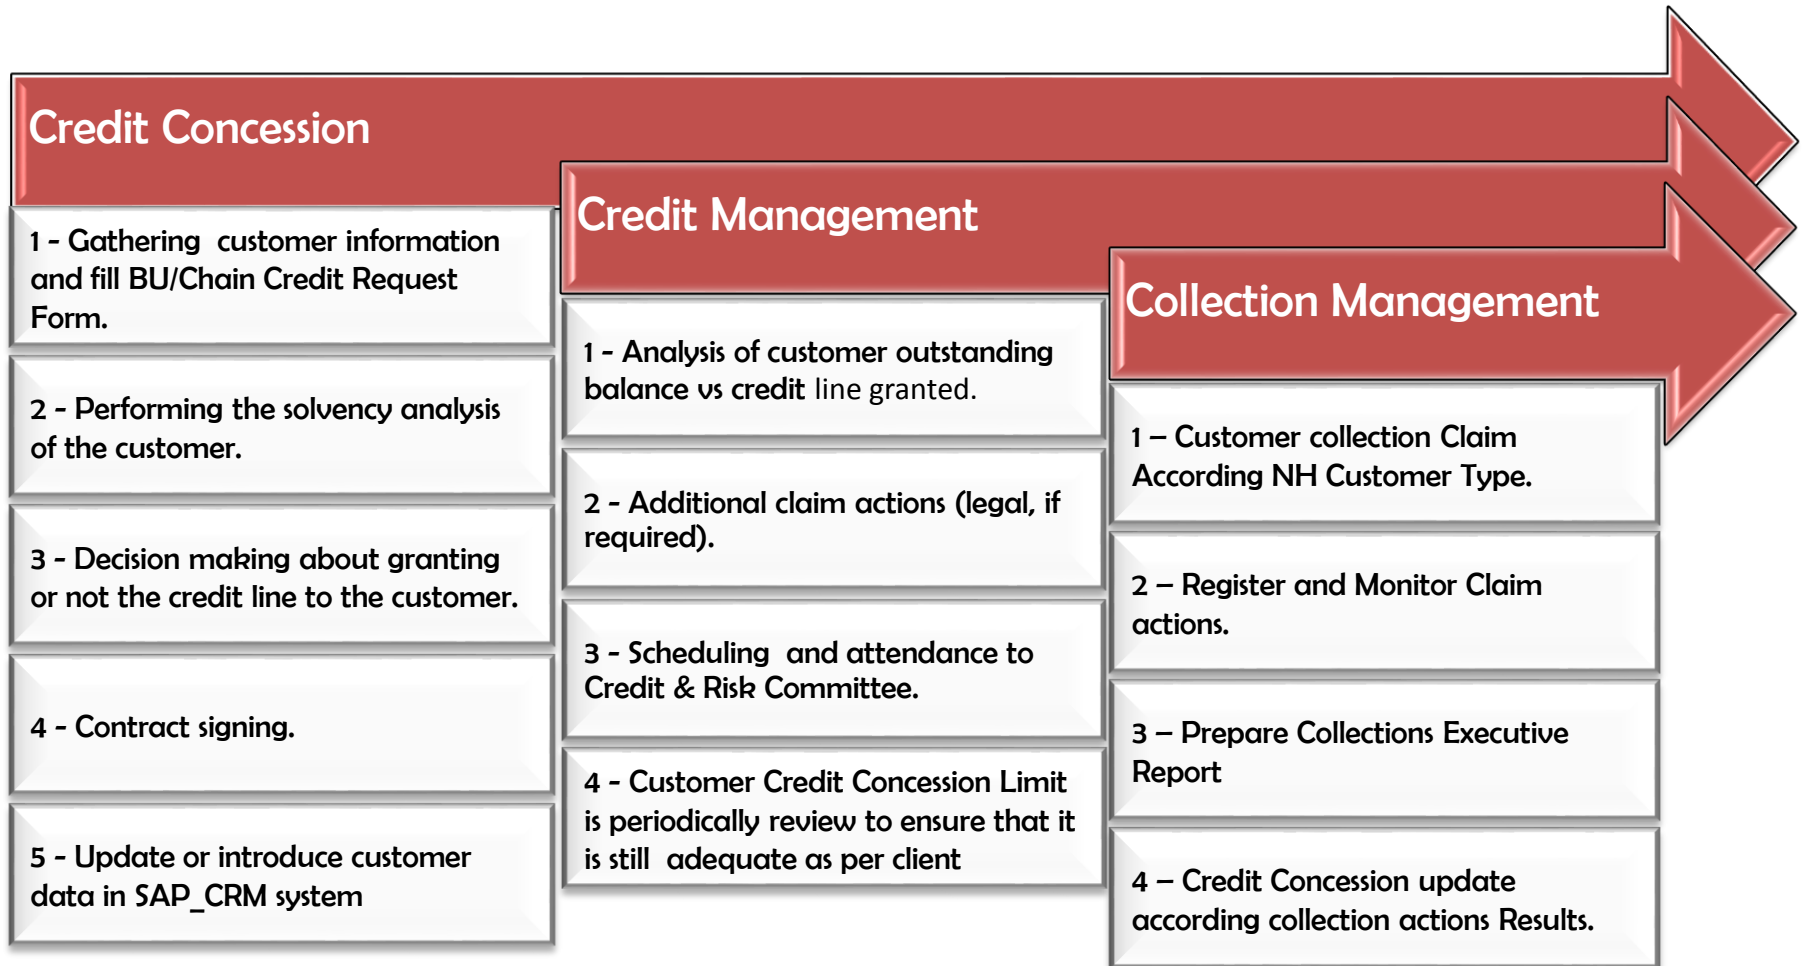 Credit Concession
1 - Gathering  customer information
and fill BU/Chain Credit Request
Form.
2 - Performing the solvency analysis
of the customer.
3 - Decision making about granting
or not the credit line to the customer.
4 - Contract signing.
5 - Update or introduce customer
data in SAP_CRM system
Credit Management
1 - Analysis of customer outstanding
balance vs credit line granted.
2 - Additional claim actions (legal, if
required).
3 - Scheduling  and attendance to
Credit & Risk Committee.
4 - Customer Credit Concession Limit
is periodically review to ensure that it
is still  adequate as per client
Collection Management
1 – Customer collection Claim
According NH Customer Type.
2 – Register and Monitor Claim
actions.
3 – Prepare Collections Executive
Report
4 – Credit Concession update
according collection actions Results.